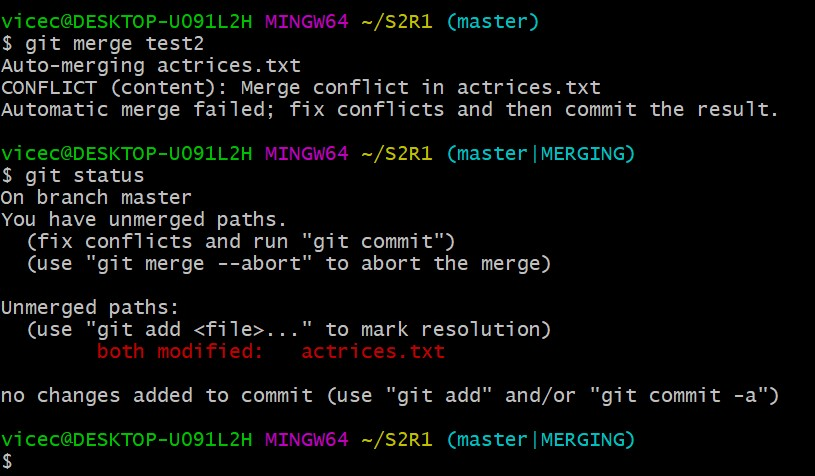 vicec@DESKTOP-UO91L2H MINGW64 ~/S2R1 (master)
$ git merge test2
Auto-merging actrices.txt
CONFLICT (content): Merge conflict in actrices.txt
Automatic merge failed; fix conflicts and then commit the result.
vicec@DESKTOP-UO91L2H MINGW64 ~/S2R1 (master|MERGING)
$ git status
On branch master
You have unmerged paths.
(fix conflicts and run "git commit")
(use "git merge --abort" to abort the merge)
Unmerged paths:
(use "git add <file>..." to mark resolution)
both modified:   actrices.txt
no changes added to commit (use "git add" and/or "git commit -a")
vicec@DESKTOP-UO91L2H MINGW64 ~/S2R1 (master|MERGING)
$